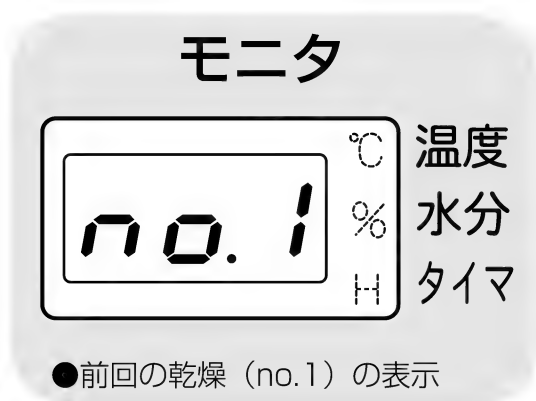 モニタ
no.1
℃ 温度
% 水分
H タイマ
●前回の乾燥（no.1）の表示